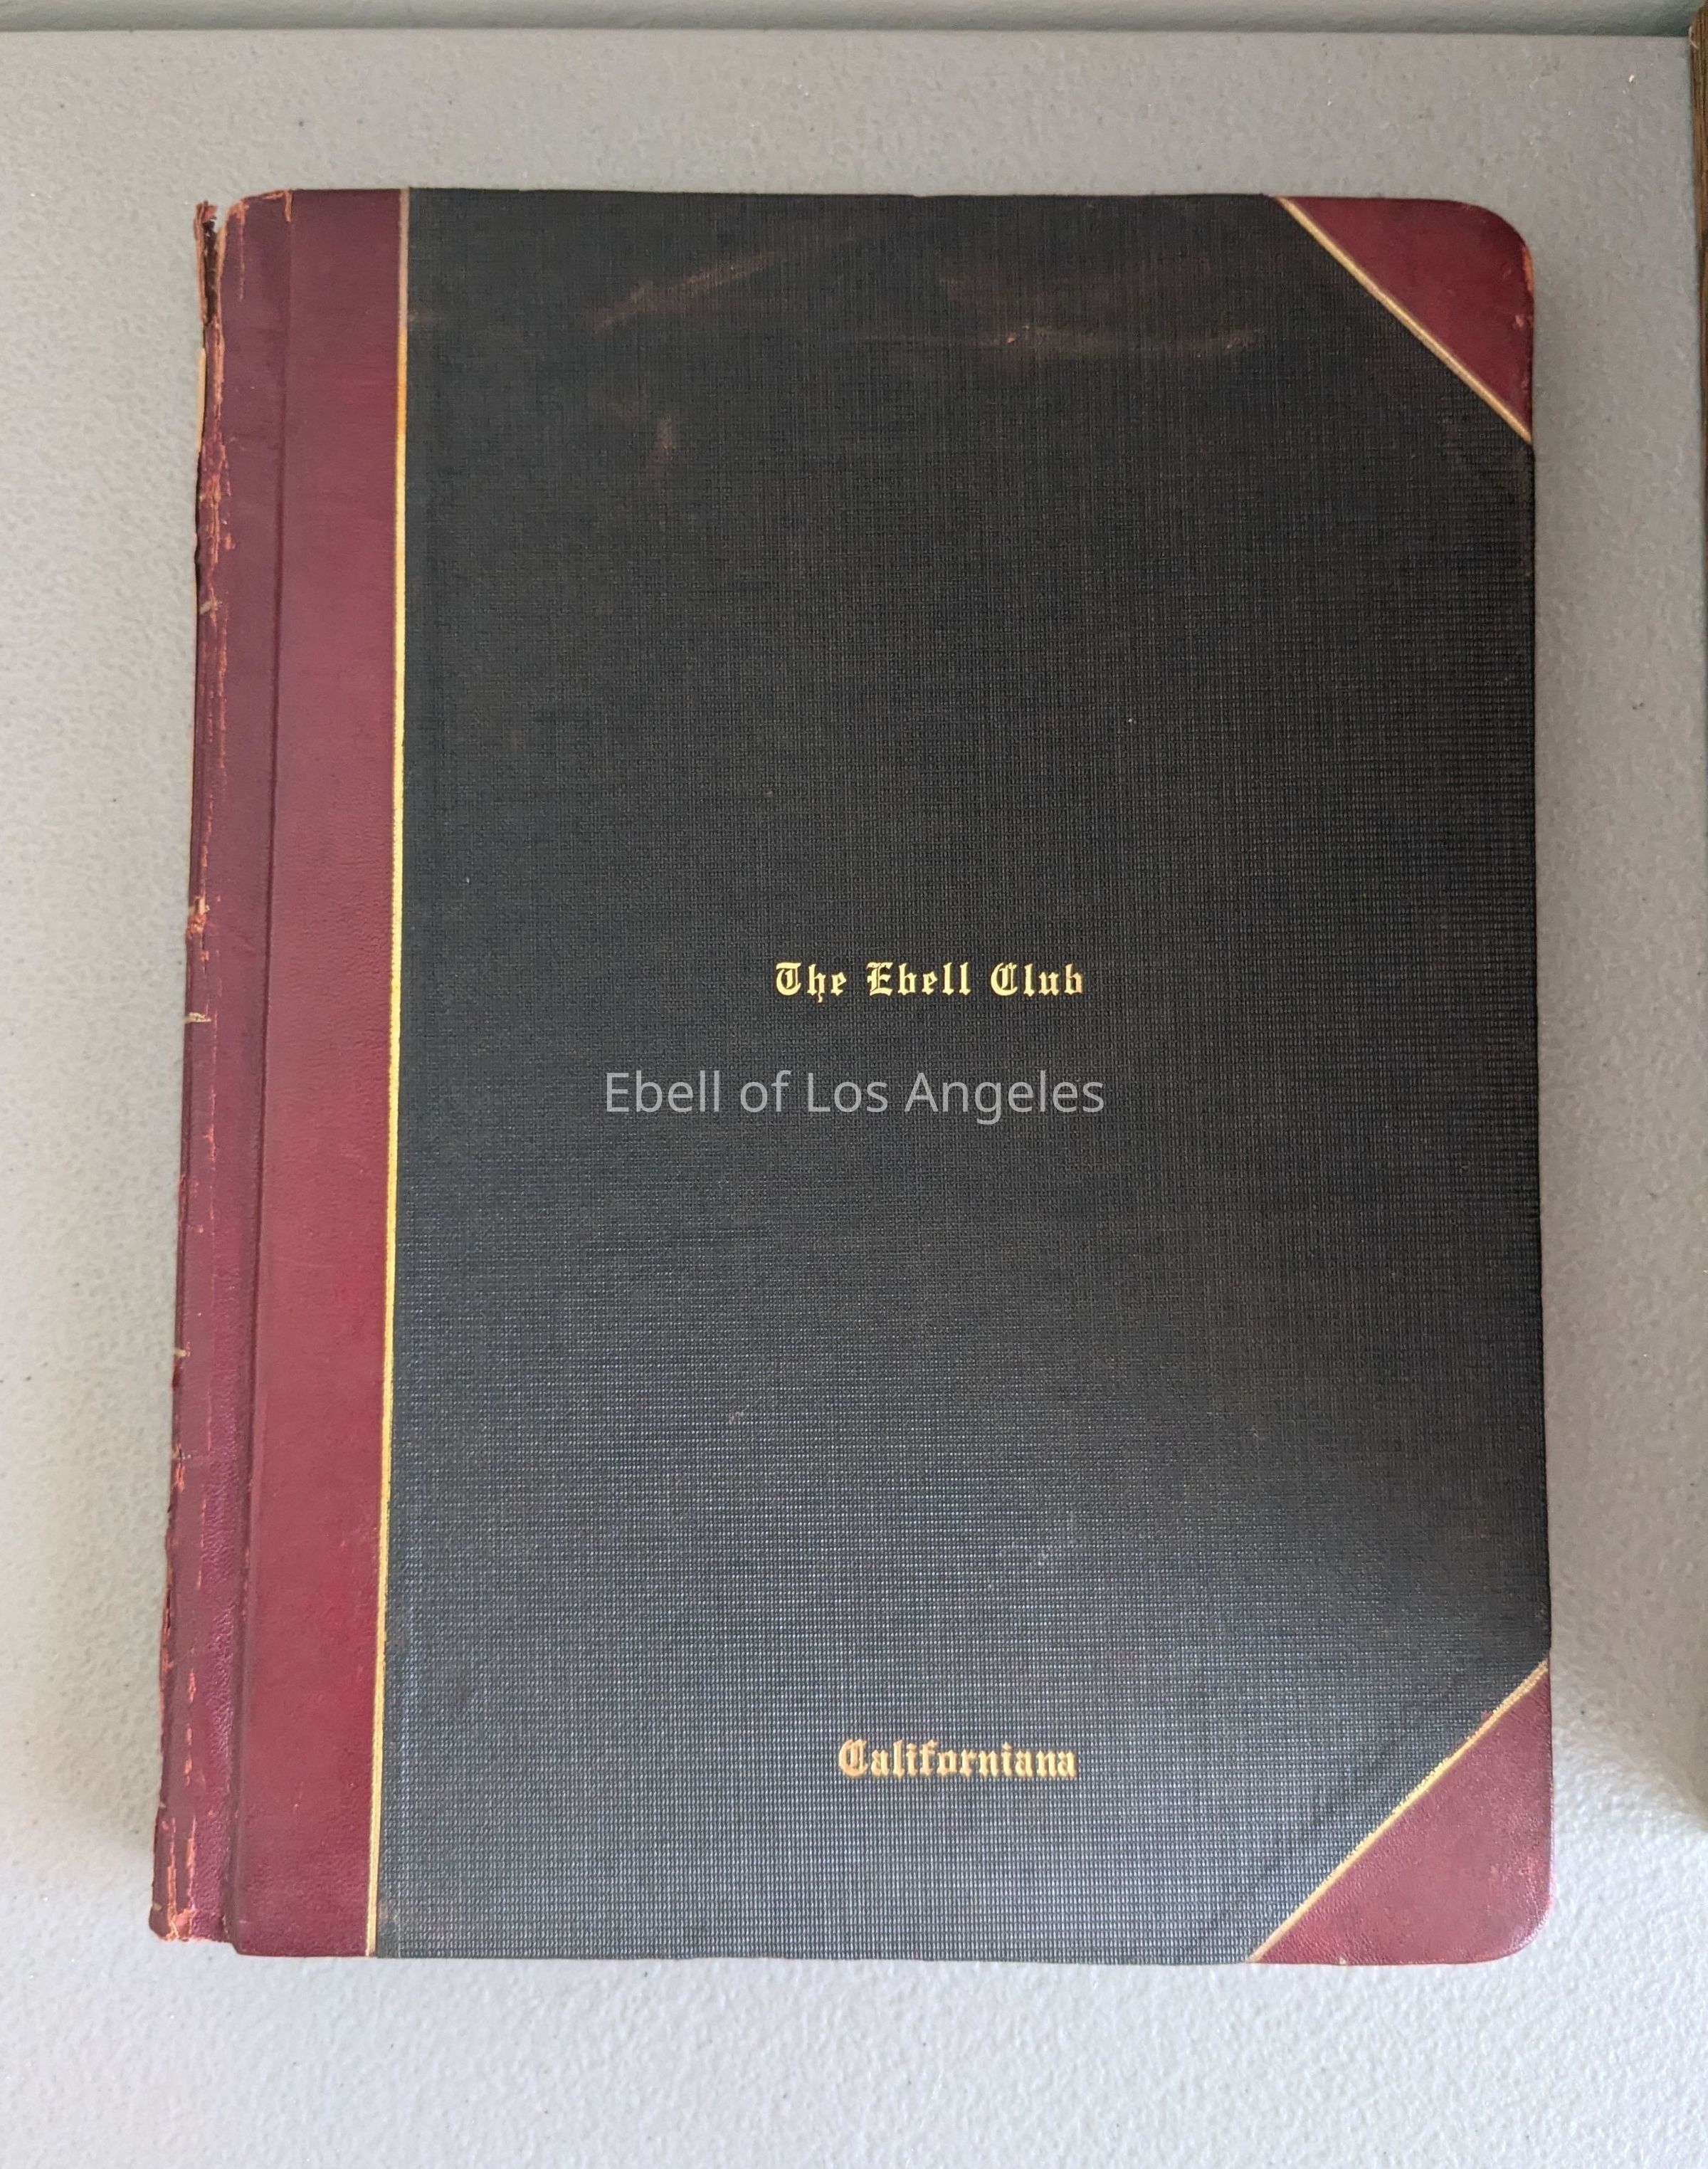 The Ebell Club
Ebell of Los Angeles
Californiana